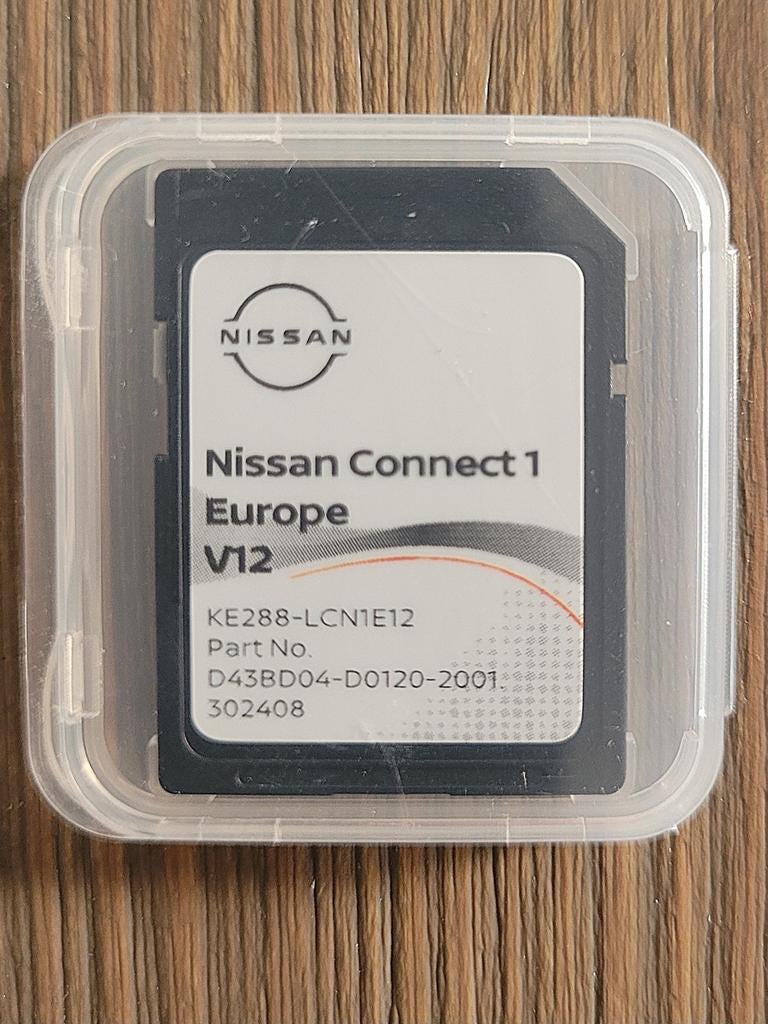 NISSAN
Nissan Connect 1
Europe
V12
KE288-LCN1E12
Part No.
D43BD04-D0120-2001.
302408